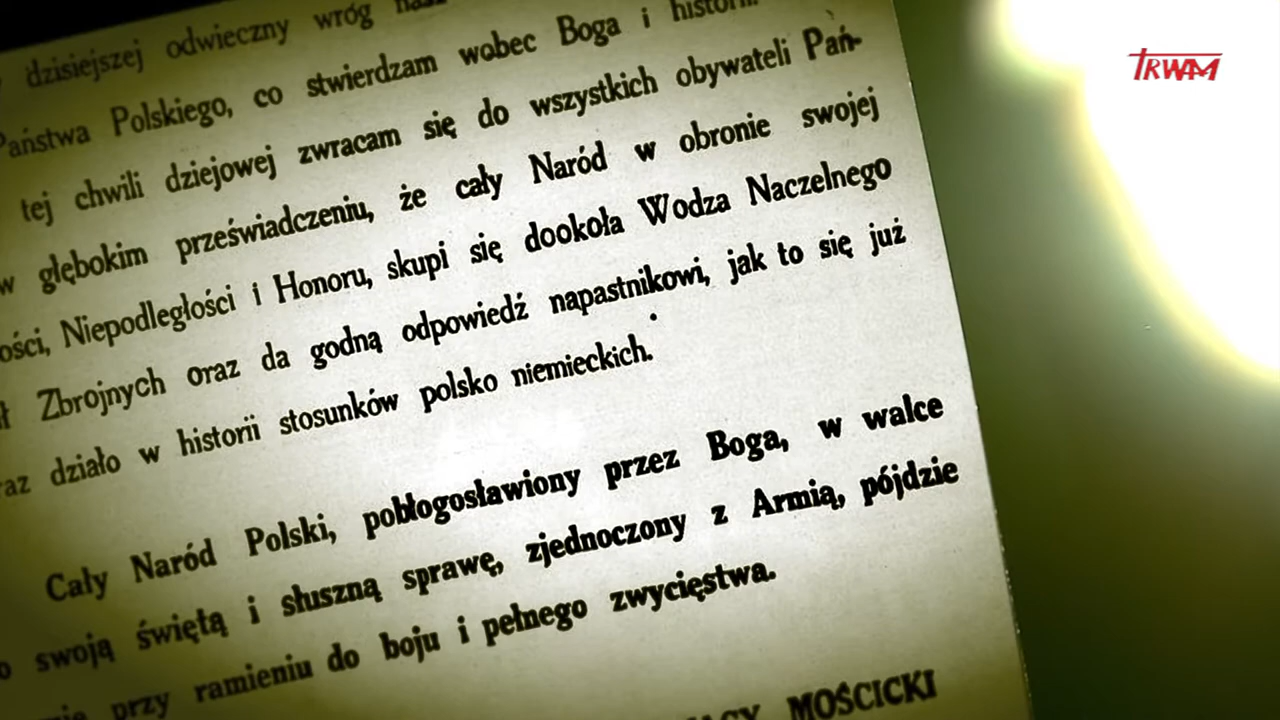 dzisiejszej odwieczny wróg
Państwa Polskiego, co stwierdzam wobec Boga i historii.
tej chwili dziejowej zwracam się do wszystkich obywateli Pań-
w głębokim przeświadczeniu, że cały Naród w obronie swojej
ości, Niepodległości i Honoru, skupi się dookoła Wodza Naczelnego
ił Zbrojnych oraz da godną odpowiedź napastnikowi, jak to się już
raz działo w historii stosunków polsko niemieckich.
Cały Naród Polski, pobłogosławiony przez Boga, w walce
o swoją świętą i słuszną sprawę, zjednoczony z Armią, pójdzie
przy ramieniu do boju i pełnego zwycięstwa.
MOŚCICKI
TRWAM